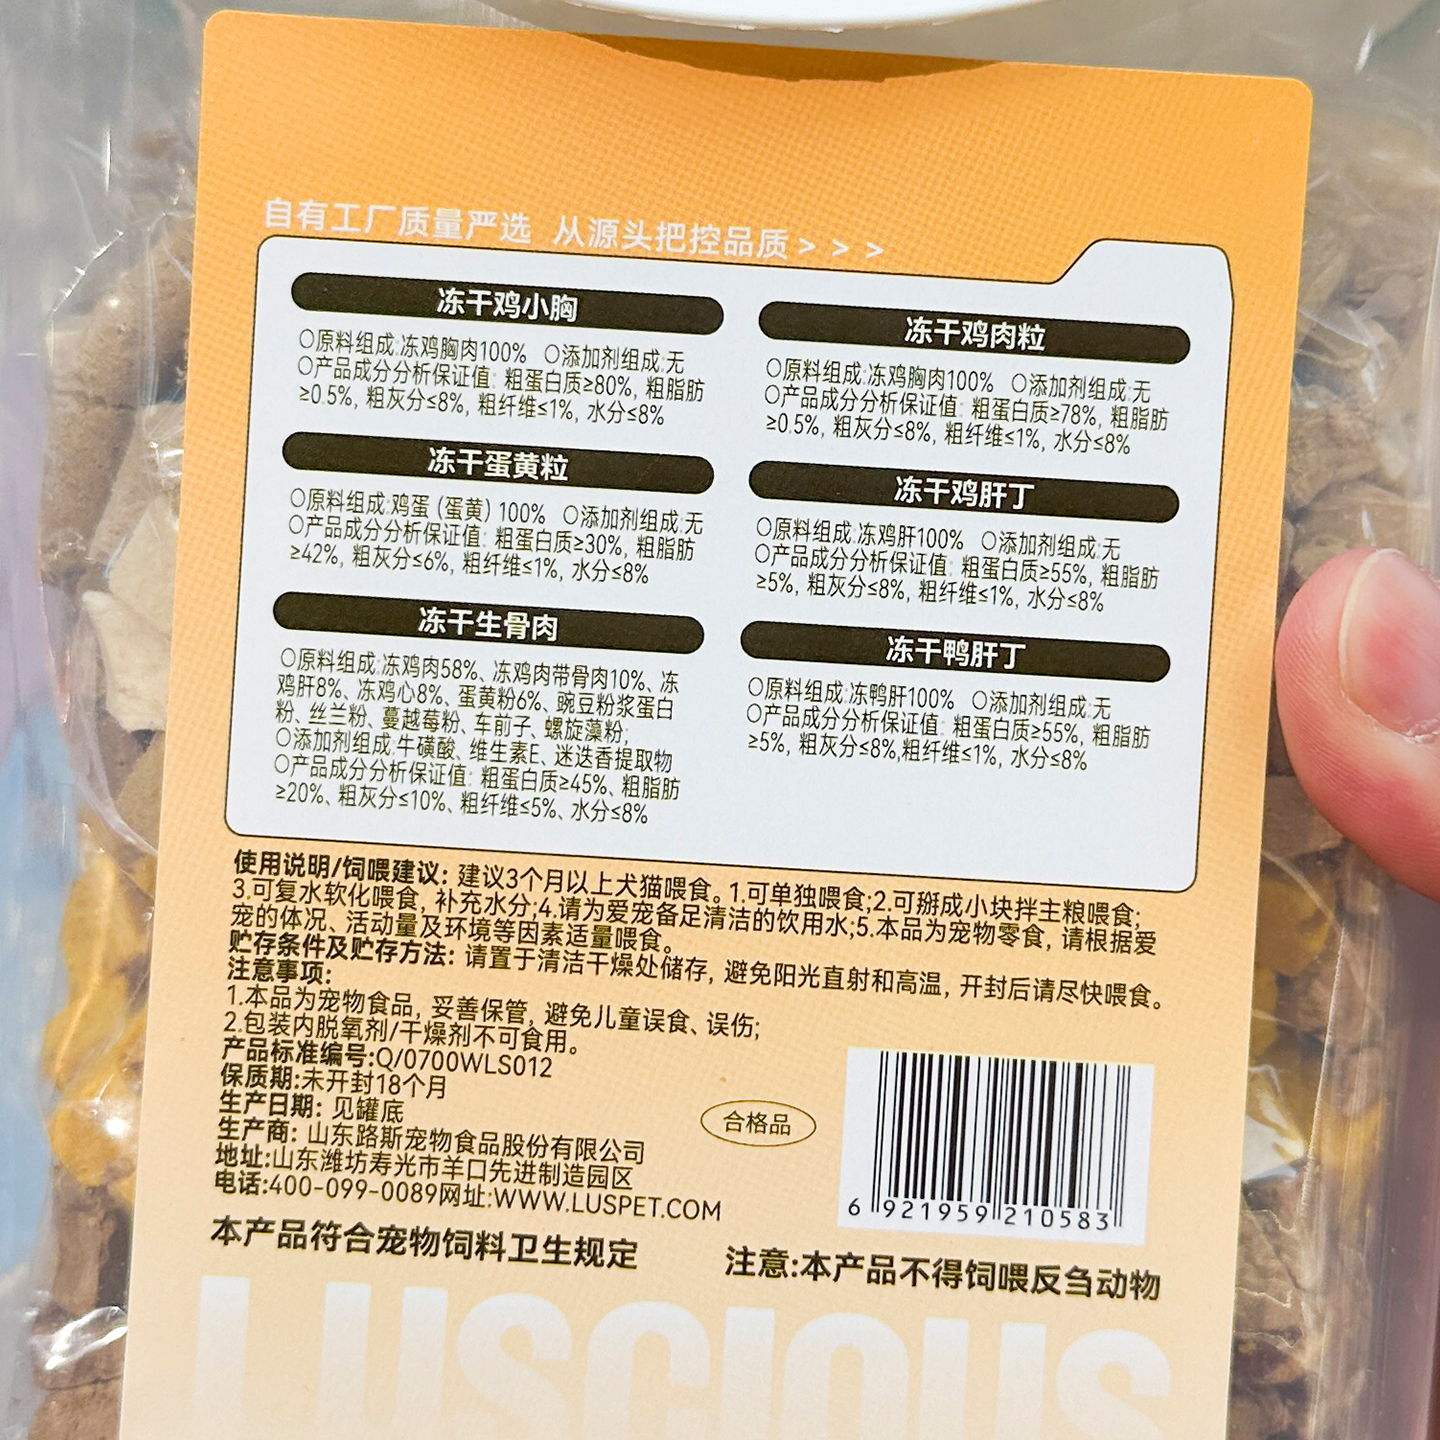 自有工厂质量严选 从源头把控品质>>>
冻干鸡小胸
〇原料组成:冻鸡胸肉100% 〇添加剂组成:无
〇产品成分分析保证值: 粗蛋白质≥80%, 粗脂肪
≥0.5%, 粗灰分≤8%, 粗纤维≤1%, 水分≤8%
冻干鸡肉粒
〇原料组成:冻鸡胸肉100% 〇添加剂组成:无
〇产品成分分析保证值: 粗蛋白质≥78%, 粗脂肪
≥0.5%, 粗灰分≤8%, 粗纤维≤1%, 水分≤8%
冻干蛋黄粒
〇原料组成:鸡蛋 (蛋黄) 100% 〇添加剂组成:无
〇产品成分分析保证值: 粗蛋白质≥30%, 粗脂肪
≥42%, 粗灰分≤6%, 粗纤维≤1%, 水分≤8%
冻干鸡肝丁
〇原料组成:冻鸡肝100% 〇添加剂组成:无
〇产品成分分析保证值: 粗蛋白质≥55%, 粗脂肪
≥5%, 粗灰分≤8%, 粗纤维≤1%, 水分≤8%
冻干生骨肉
〇原料组成:冻鸡肉58%、冻鸡肉带骨肉10%、冻
鸡肝8%、冻鸡心8%、蛋黄粉6%、豌豆粉浆蛋白
粉、丝兰粉、蔓越莓粉、车前子、螺旋藻粉;
〇添加剂组成:牛磺酸、维生素E、迷迭香提取物
〇产品成分分析保证值: 粗蛋白质≥45%、粗脂肪
≥20%、粗灰分≤10%、粗纤维≤5%、水分≤8%
冻干鸭肝丁
〇原料组成:冻鸭肝100% 〇添加剂组成:无
〇产品成分分析保证值: 粗蛋白质≥55%, 粗脂肪
≥5%, 粗灰分≤8%,粗纤维≤1%, 水分≤8%
使用说明/饲喂建议: 建议3个月以上犬猫喂食。1.可单独喂食;2.可掰成小块拌主粮喂食;
3.可复水软化喂食, 补充水分;4.请为爱宠备足清洁的饮用水;5.本品为宠物零食, 请根据爱
宠的体况、活动量及环境等因素适量喂食。
贮存条件及贮存方法: 请置于清洁干燥处储存, 避免阳光直射和高温, 开封后请尽快喂食。
注意事项:
1.本品为宠物食品, 妥善保管, 避免儿童误食、误伤;
2.包装内脱氧剂/干燥剂不可食用。
产品标准编号:Q/0700WLS012
保质期:未开封18个月
生产日期: 见罐底
生产商: 山东路斯宠物食品股份有限公司
地址:山东潍坊寿光市羊口先进制造园区
电话:400-099-0089网址:WWW.LUSPET.COM
合格品
6 921959 210583
本产品符合宠物饲料卫生规定
注意:本产品不得饲喂反刍动物
LUSCIOUS